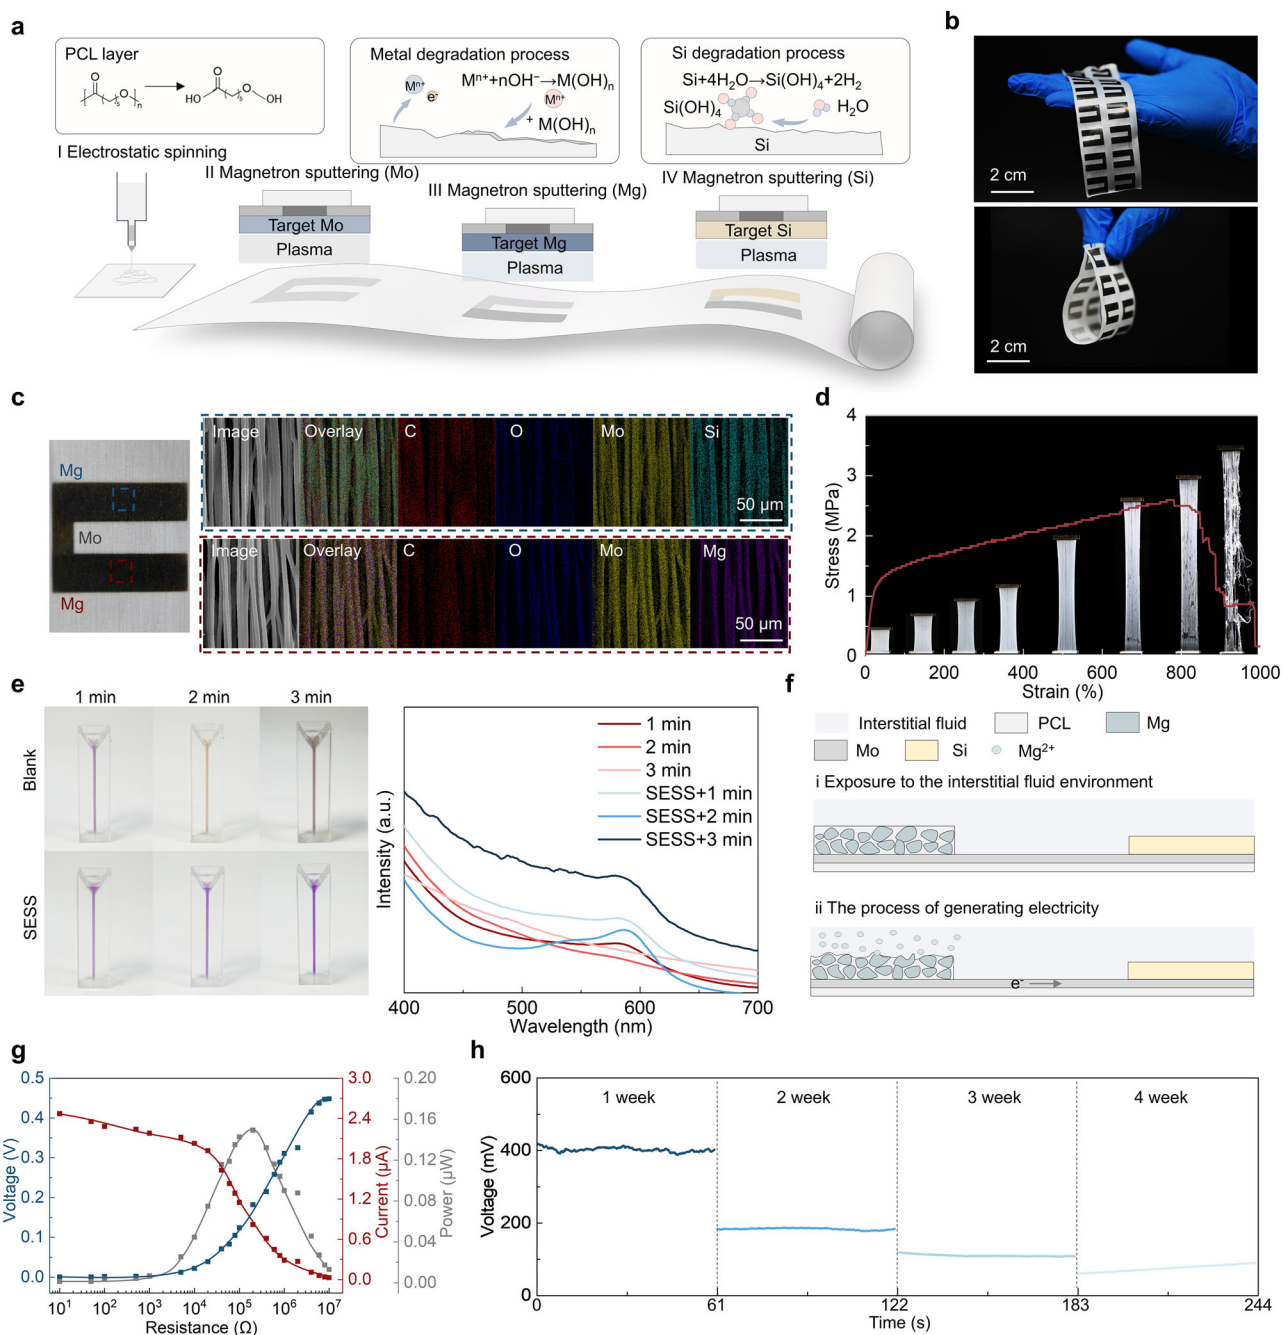 a
PCL layer
O
O
n
5
HO
O
5
O
OH
Metal degradation process
Mⁿ⁺
e⁻
Mⁿ⁺+nOH⁻→M(OH)ₙ
Mⁿ⁺
+ M(OH)ₙ
Si degradation process
Si+4H₂O→Si(OH)₄+2H₂
Si(OH)₄
H₂O
Si
I Electrostatic spinning
II Magnetron sputtering (Mo)
Target Mo
Plasma
III Magnetron sputtering (Mg)
Target Mg
Plasma
IV Magnetron sputtering (Si)
Target Si
Plasma
b
2 cm
2 cm
c
Mg
Mo
Mg
Image Overlay C O Mo Si
50 μm
Image Overlay C O Mo Mg
50 μm
d
Stress (MPa)
4
3
2
1
0
0 200 400 600 800 1000
Strain (%)
e
1 min 2 min 3 min
Blank
SESS
Intensity (a.u.)
1 min
2 min
3 min
SESS+1 min
SESS+2 min
SESS+3 min
400 500 600 700
Wavelength (nm)
f
Interstitial fluid PCL Mg
Mo Si Mg²⁺
i Exposure to the interstitial fluid environment
ii The process of generating electricity
e⁻
g
Voltage (V)
0.5
0.4
0.3
0.2
0.1
0.0
3.0
2.4
1.8
1.2
0.6
0.0
Current (μA)
0.20
0.16
0.12
0.08
0.04
0.00
Power (μW)
10¹ 10² 10³ 10⁴ 10⁵ 10⁶ 10⁷
Resistance (Ω)
h
Voltage (mV)
600
400
200
0
1 week 2 week 3 week 4 week
0 61 122 183 244
Time (s)